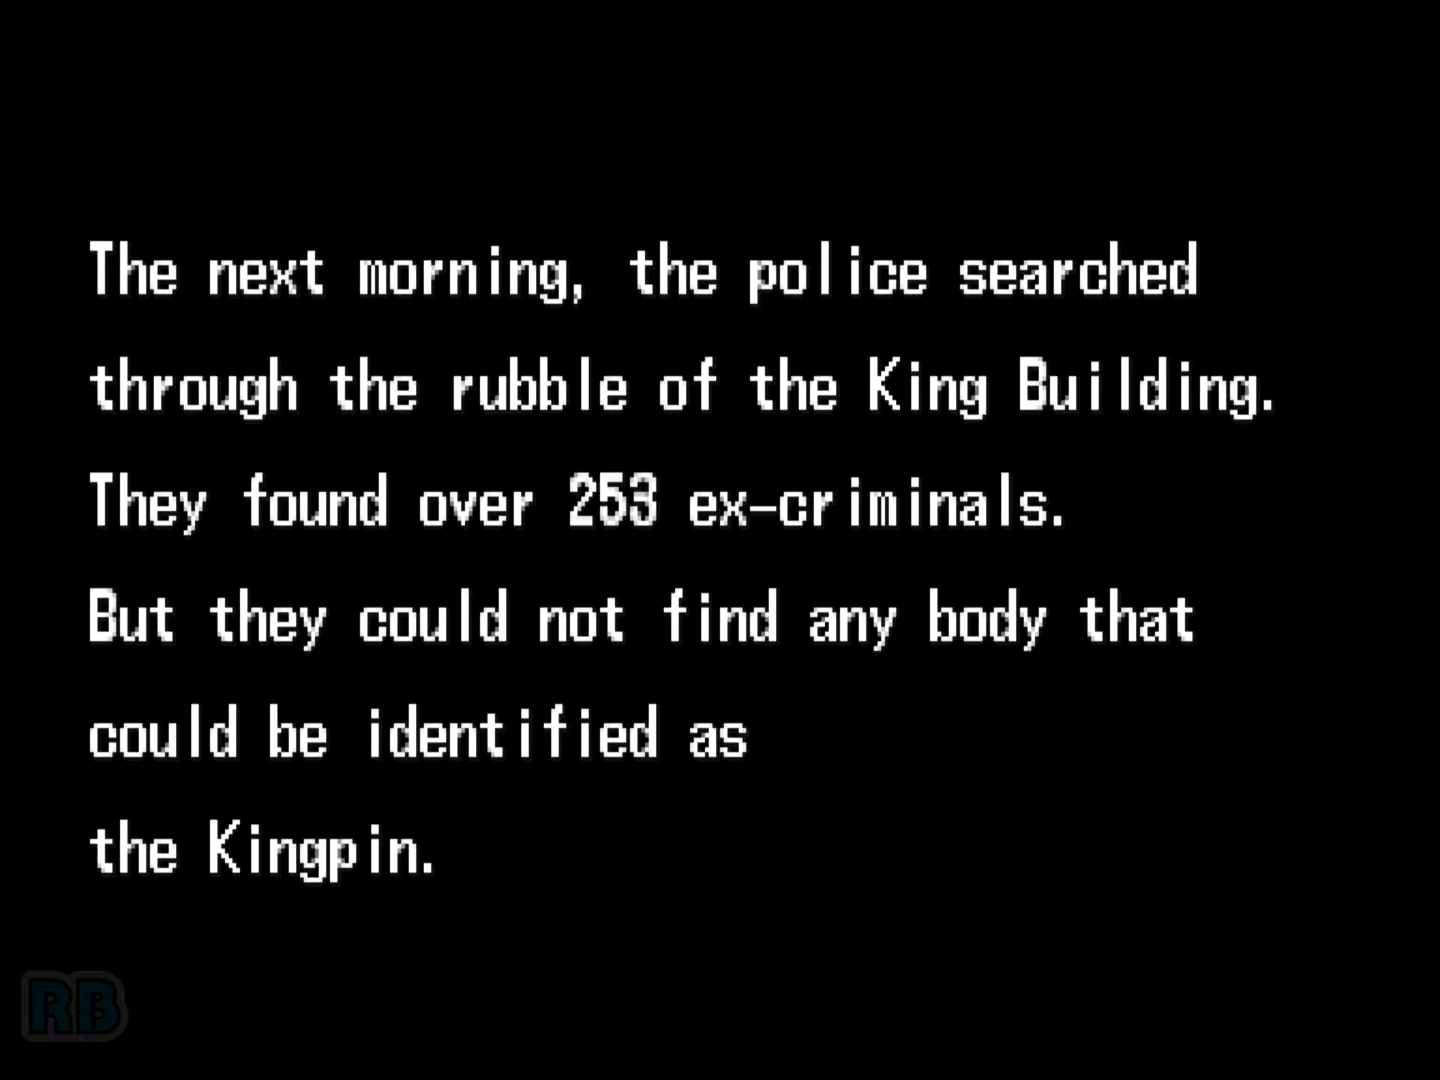 The next morning, the police searched
through the rubble of the King Building.
They found over 253 ex-criminals.
But they could not find any body that
could be identified as
the Kingpin.
RB